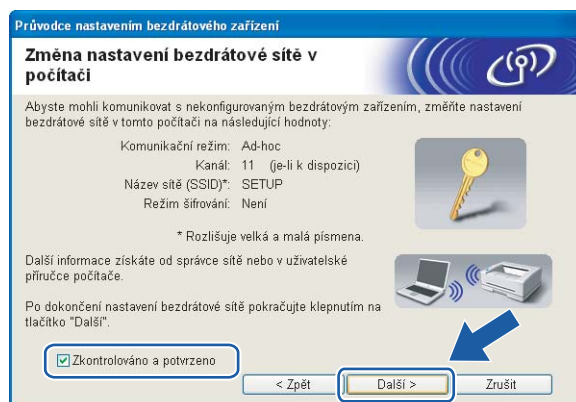 Průvodce nastavením bezdrátového zařízení
Změna nastavení bezdrátové sítě v
počítači
Abyste mohli komunikovat s nekonfigurovaným bezdrátovým zařízením, změňte nastavení
bezdrátové sítě v tomto počítači na následující hodnoty:
Komunikační režim: Ad-hoc
Kanál: 11 (je-li k dispozici)
Název sítě (SSID)*: SETUP
Režim šifrování: Není
* Rozlišuje velká a malá písmena.
Další informace získáte od správce sítě nebo v uživatelské
příručce počítače.
Po dokončení nastavení bezdrátové sítě pokračujte klepnutím na
tlačítko "Další".
Zkontrolováno a potvrzeno
< Zpět Další > Zrušit